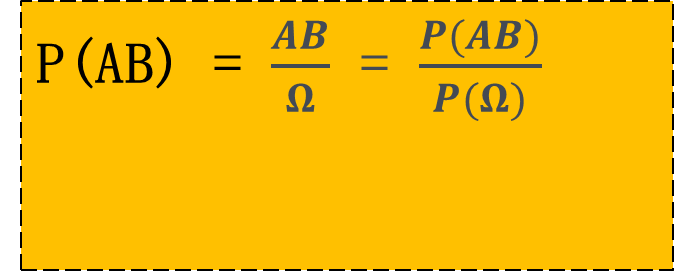 P(AB) = AB/Ω = P(AB)/P(Ω)